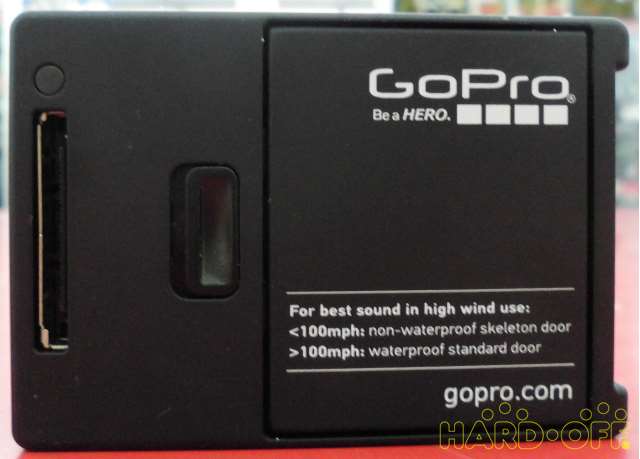 GoPro®
Be a HERO.
For best sound in high wind use:
<100mph: non-waterproof skeleton door
>100mph: waterproof standard door
gopro.com
HARD·OFF